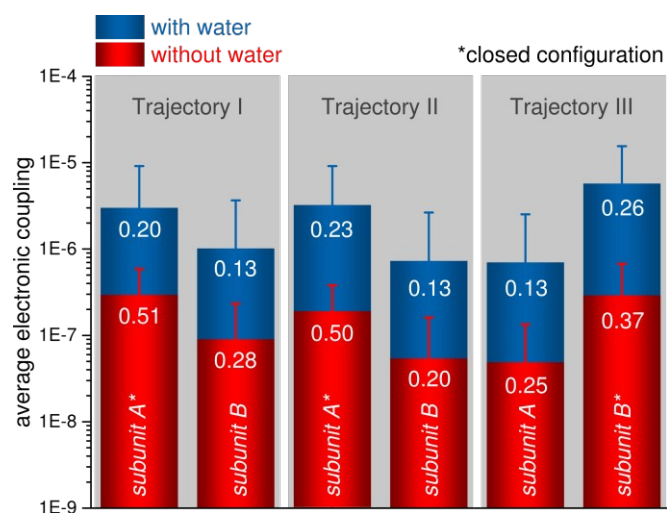 with water
without water
*closed configuration
1E-4
1E-5
1E-6
1E-7
1E-8
1E-9
average electronic coupling
Trajectory I
Trajectory II
Trajectory III
0.20
0.13
0.23
0.13
0.13
0.26
0.51
0.28
0.50
0.20
0.25
0.37
subunit A*
subunit B
subunit A*
subunit B
subunit A
subunit B*